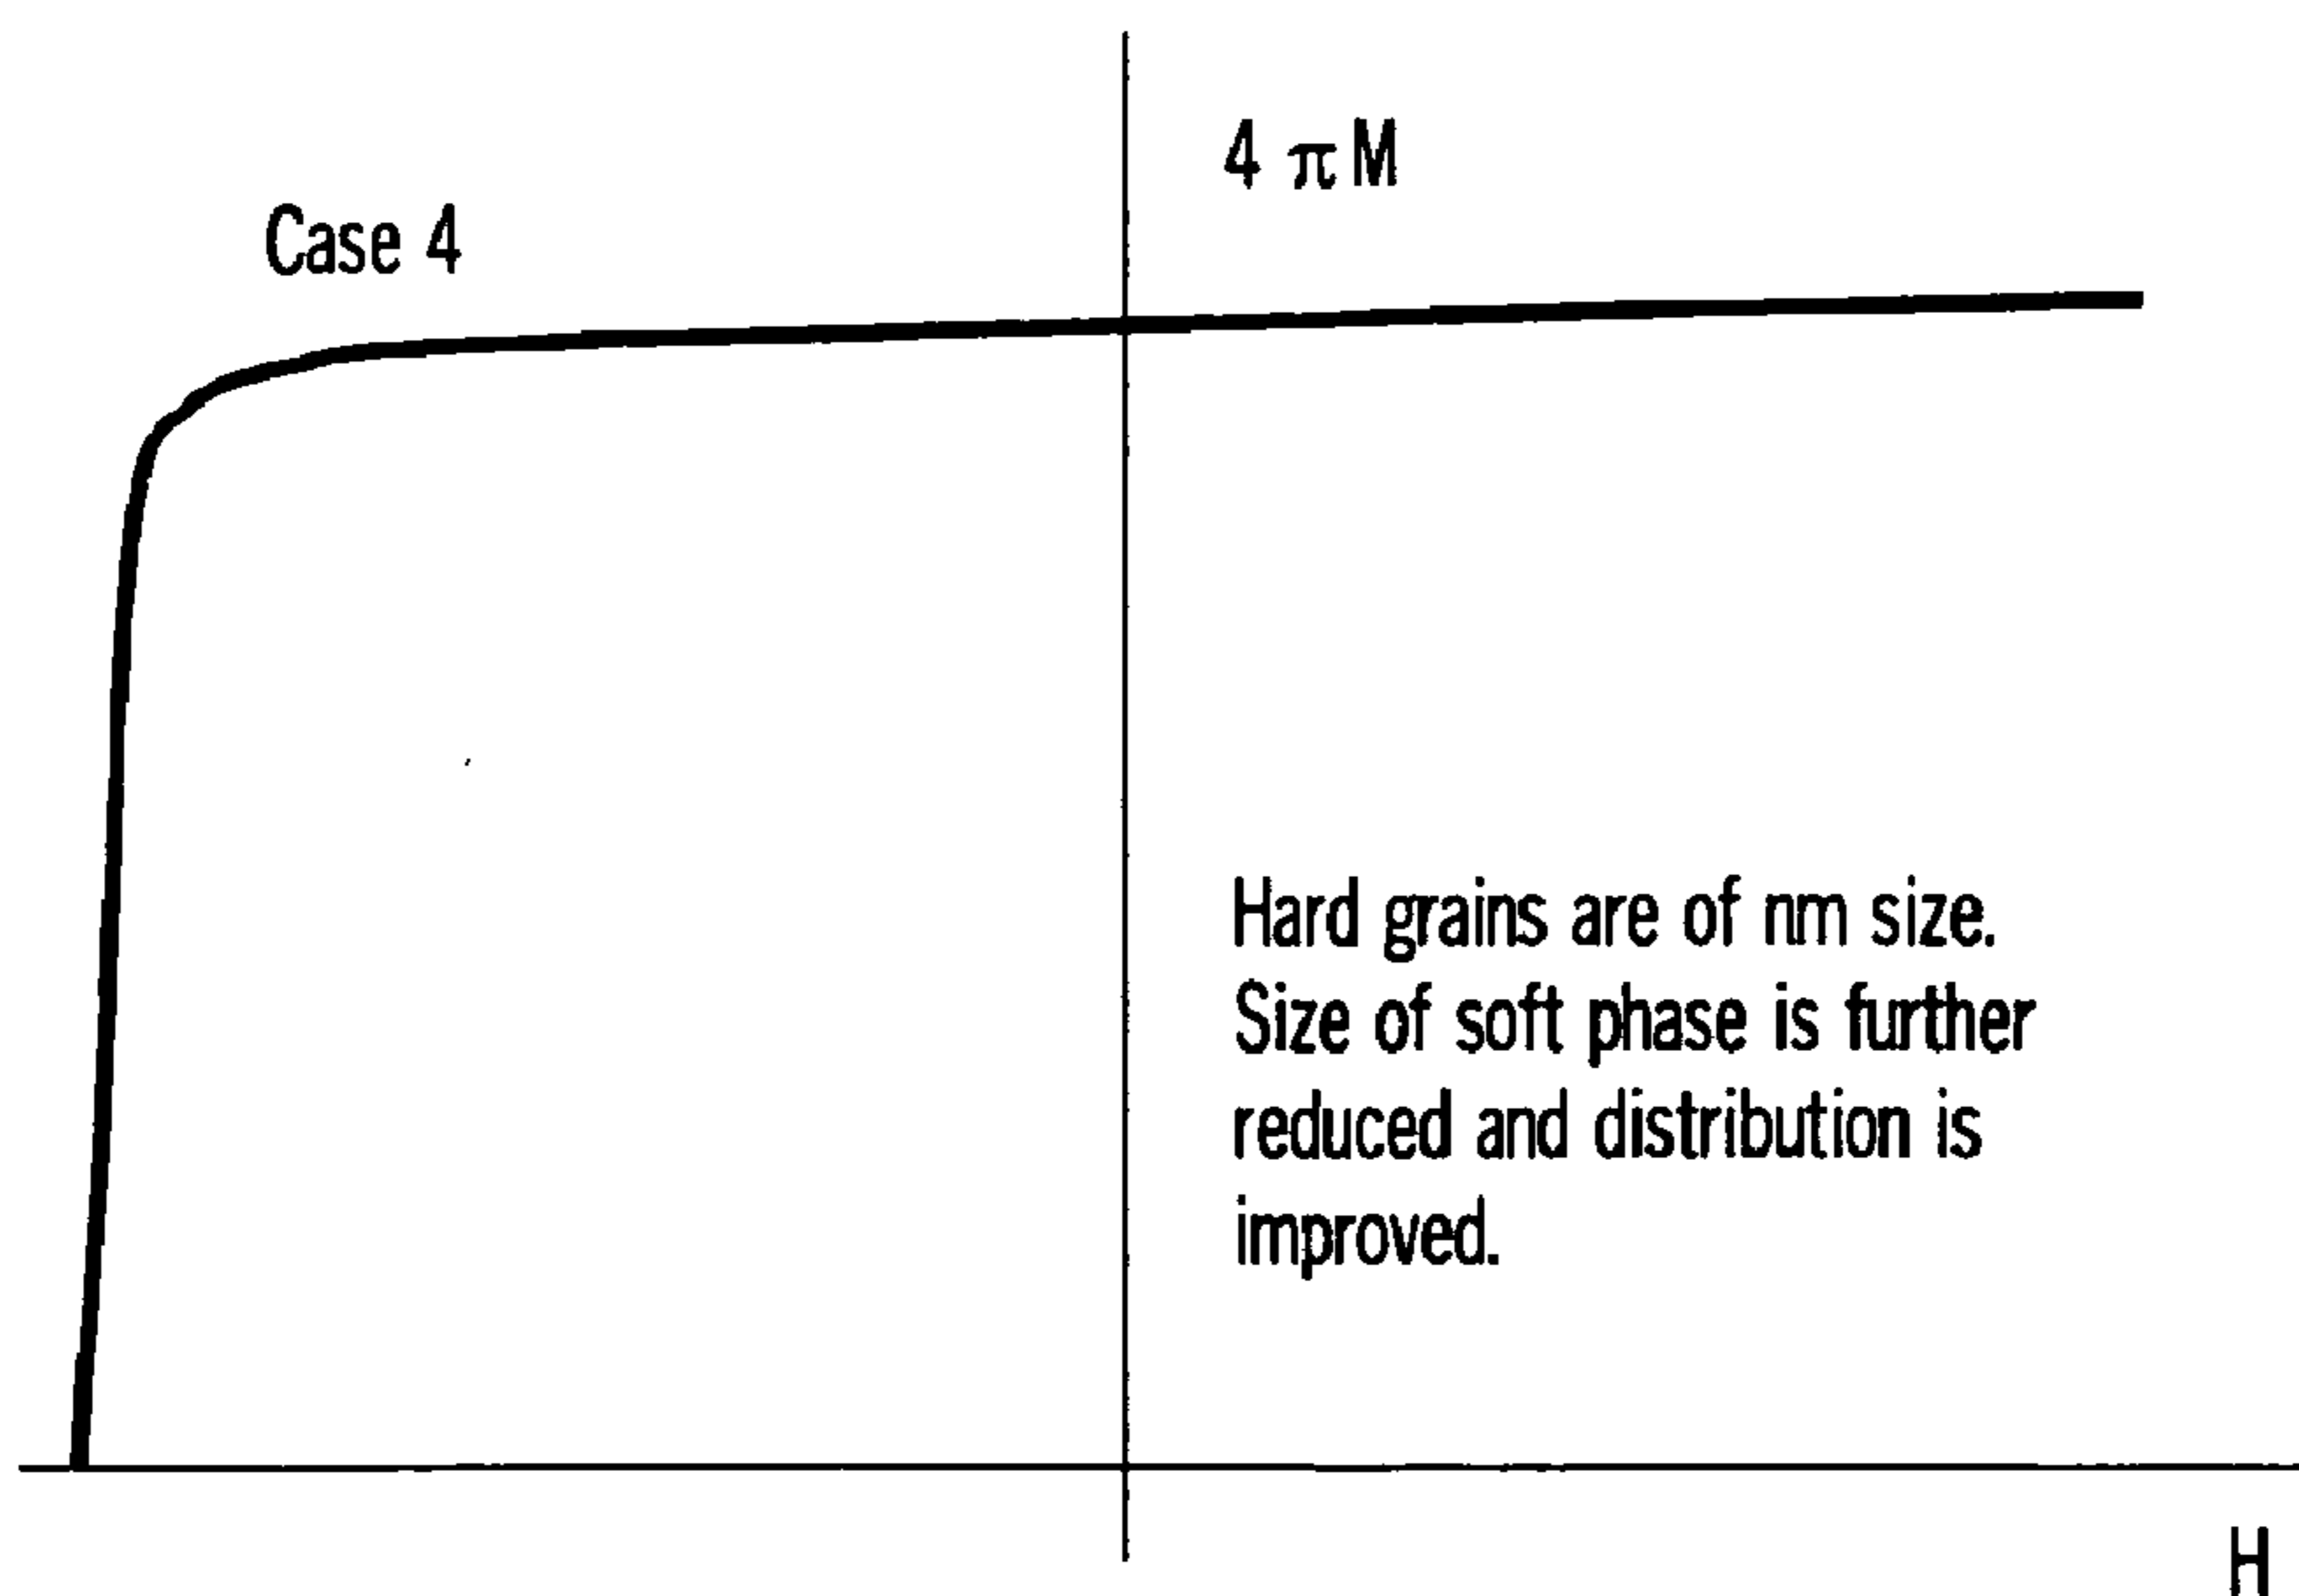 4 πM
Case 4
Hard grains are of nm size.
Size of soft phase is further
reduced and distribution is
improved.
H